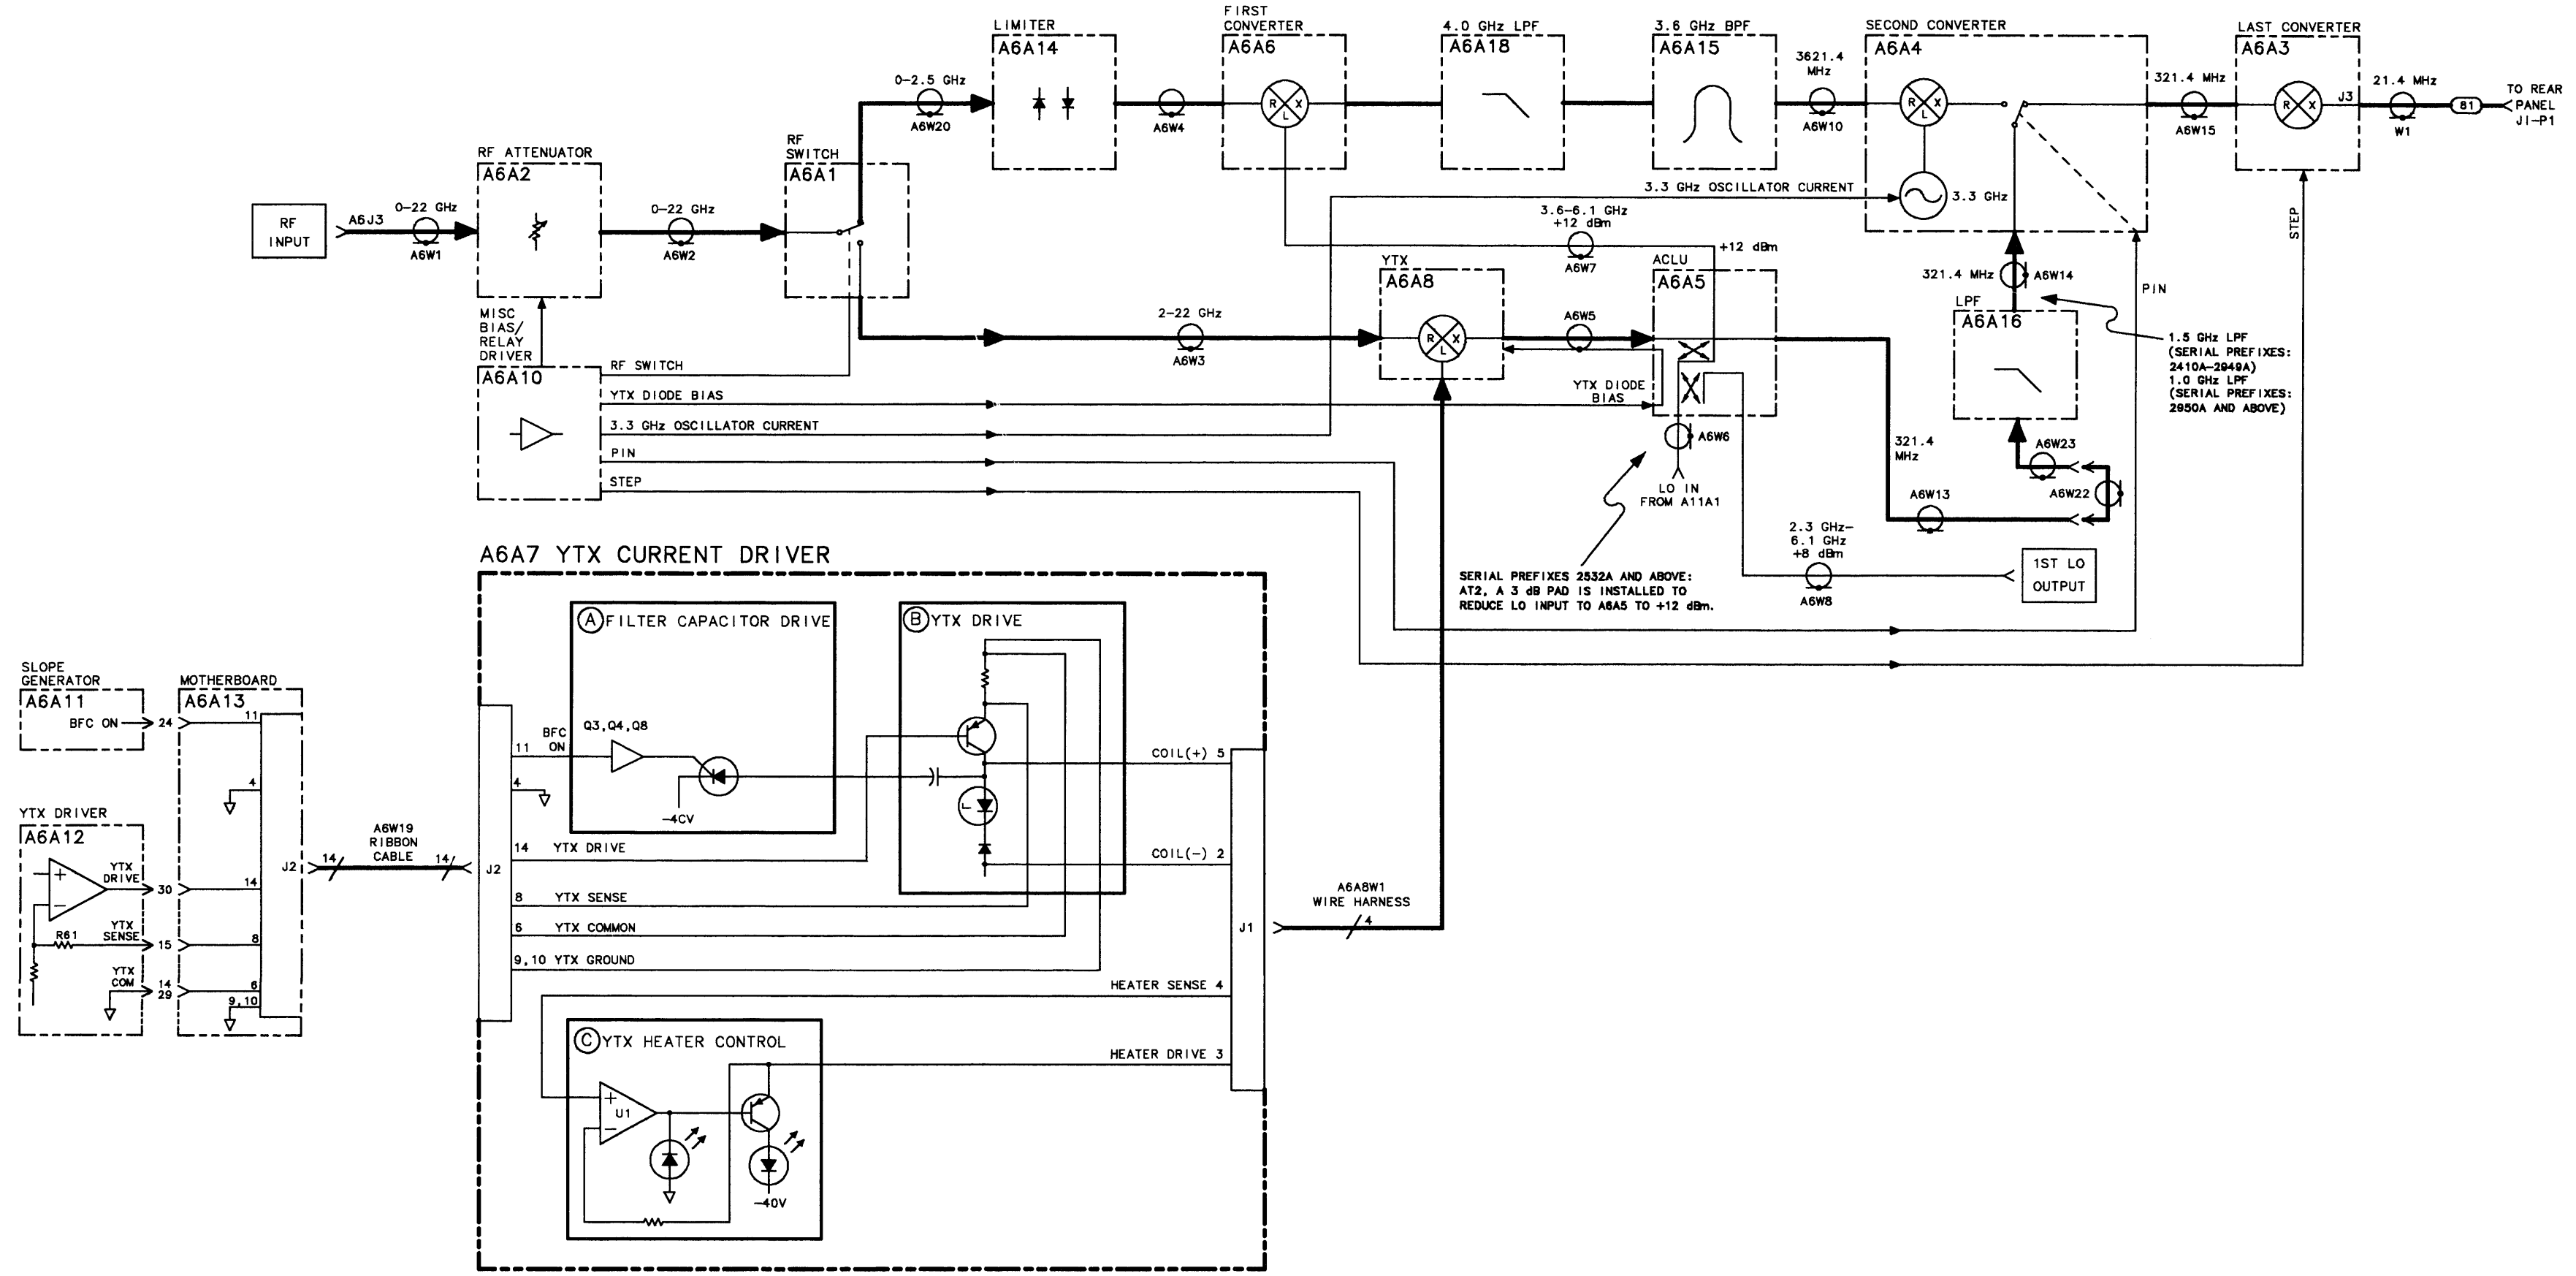 RF
INPUT
A6J3
0-22 GHz
A6W1
RF ATTENUATOR
A6A2
0-22 GHz
A6W2
RF
SWITCH
A6A1
0-2.5 GHz
A6W20
LIMITER
A6A14
A6W4
FIRST
CONVERTER
A6A6
R X
L
4.0 GHz LPF
A6A18
3.6 GHz BPF
A6A15
3621.4
MHz
A6W10
SECOND CONVERTER
A6A4
R X
L
3.3 GHz
321.4 MHz
A6W15
LAST CONVERTER
A6A3
R X
J3
21.4 MHz
W1
81
TO REAR
PANEL
J1-P1
3.3 GHz OSCILLATOR CURRENT
3.6-6.1 GHz
+12 dBm
A6W7
+12 dBm
STEP
PIN
MISC
BIAS/
RELAY
DRIVER
A6A10
RF SWITCH
YTX DIODE BIAS
3.3 GHz OSCILLATOR CURRENT
PIN
STEP
2-22 GHz
A6W3
YTX
A6A8
R X
L
A6W5
ACLU
A6A5
YTX DIODE
BIAS
A6W6
LO IN
FROM A11A1
321.4 MHz
A6W14
LPF
A6A16
1.5 GHz LPF
(SERIAL PREFIXES:
2410A-2949A)
1.0 GHz LPF
(SERIAL PREFIXES:
2950A AND ABOVE)
321.4
MHz
A6W23
A6W22
A6W13
2.3 GHz-
6.1 GHz
+8 dBm
A6W8
1ST LO
OUTPUT
SERIAL PREFIXES 2532A AND ABOVE:
AT2, A 3 dB PAD IS INSTALLED TO
REDUCE LO INPUT TO A6A5 TO +12 dBm.
A6A7 YTX CURRENT DRIVER
A FILTER CAPACITOR DRIVE
B YTX DRIVE
SLOPE
GENERATOR
A6A11
BFC ON
24
MOTHERBOARD
A6A13
11
4
YTX DRIVER
A6A12
+
-
YTX
DRIVE
30
14
R61
YTX
SENSE
15
8
YTX
COM
14
29
6
9,10
J2
14
A6W19
RIBBON
CABLE
14
J2
11
BFC
ON
Q3,Q4,Q8
4
-4CV
14 YTX DRIVE
8 YTX SENSE
6 YTX COMMON
9,10 YTX GROUND
COIL(+) 5
COIL(-) 2
HEATER SENSE 4
HEATER DRIVE 3
J1
A6A8W1
WIRE HARNESS
4
C YTX HEATER CONTROL
+
U1
-
-40V